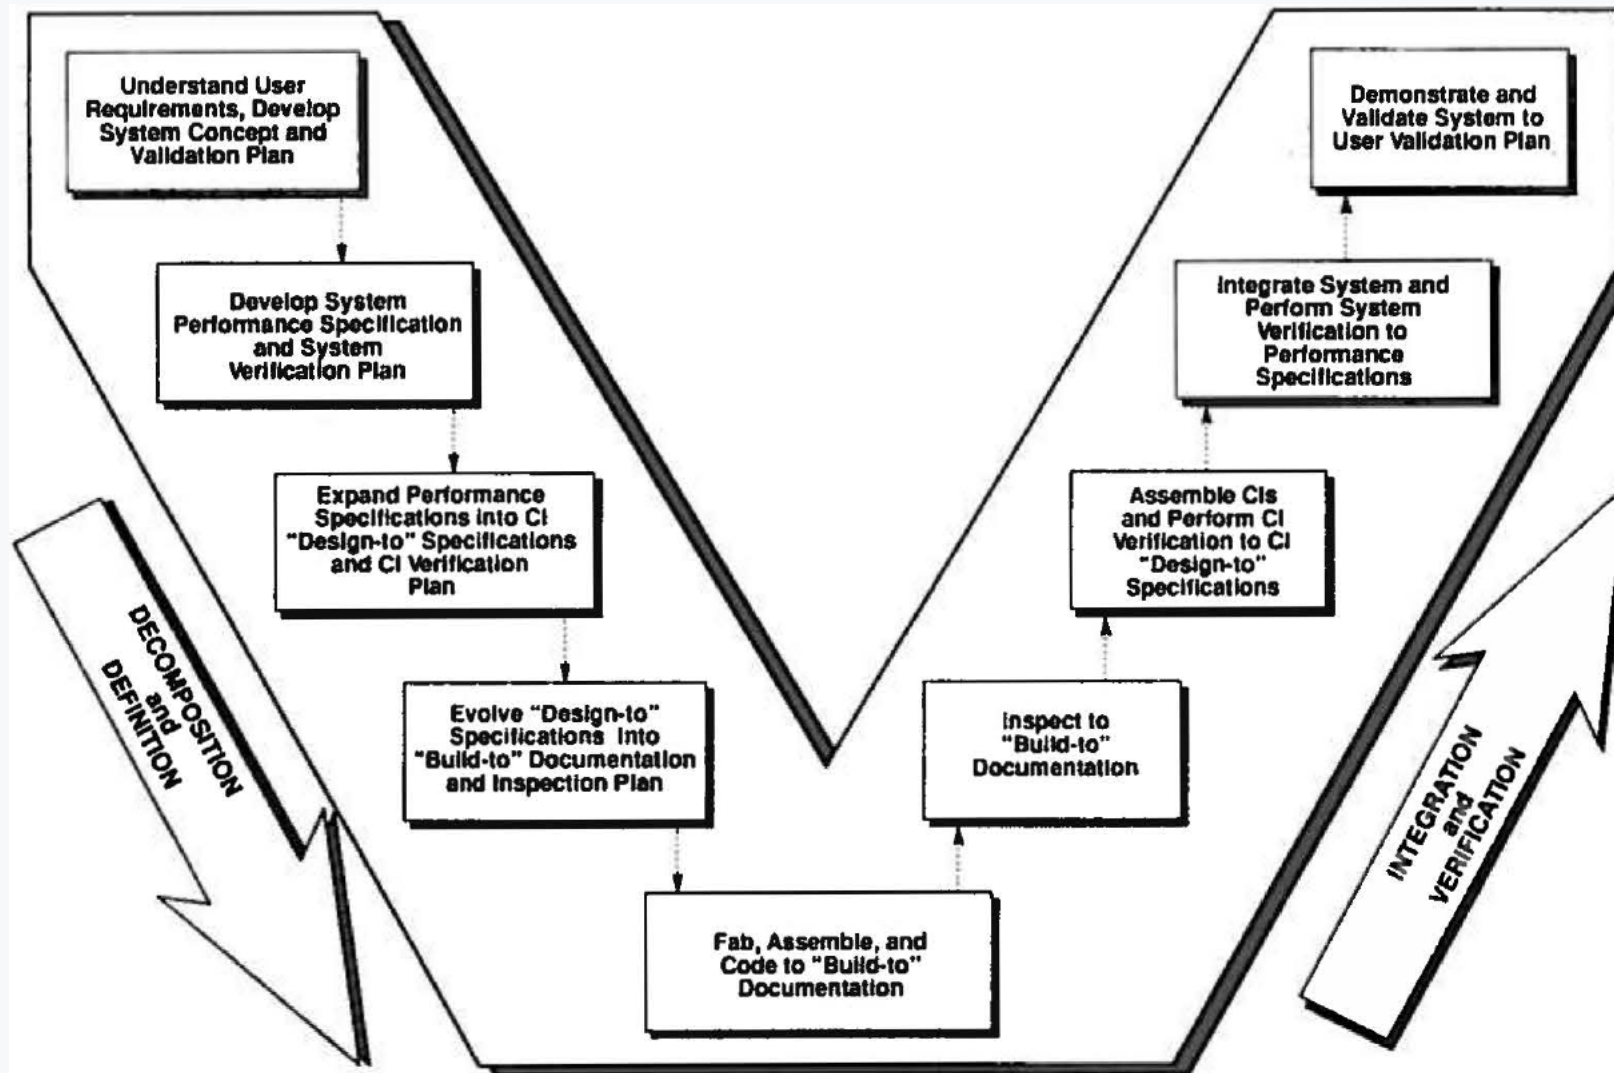 Understand User
Requirements, Develop
System Concept and
Validation Plan
Develop System
Performance Specification
and System
Verification Plan
Expand Performance
Specifications into CI
“Design-to” Specifications
and CI Verification
Plan
Evolve “Design-to”
Specifications Into
“Build-to” Documentation
and Inspection Plan
Fab, Assemble, and
Code to “Build-to”
Documentation
Inspect to
“Build-to”
Documentation
Assemble CIs
and Perform CI
Verification to CI
“Design-to”
Specifications
Integrate System and
Perform System
Verification to
Performance
Specifications
Demonstrate and
Validate System to
User Validation Plan
DECOMPOSITION
and
DEFINITION
INTEGRATION
and
VERIFICATION